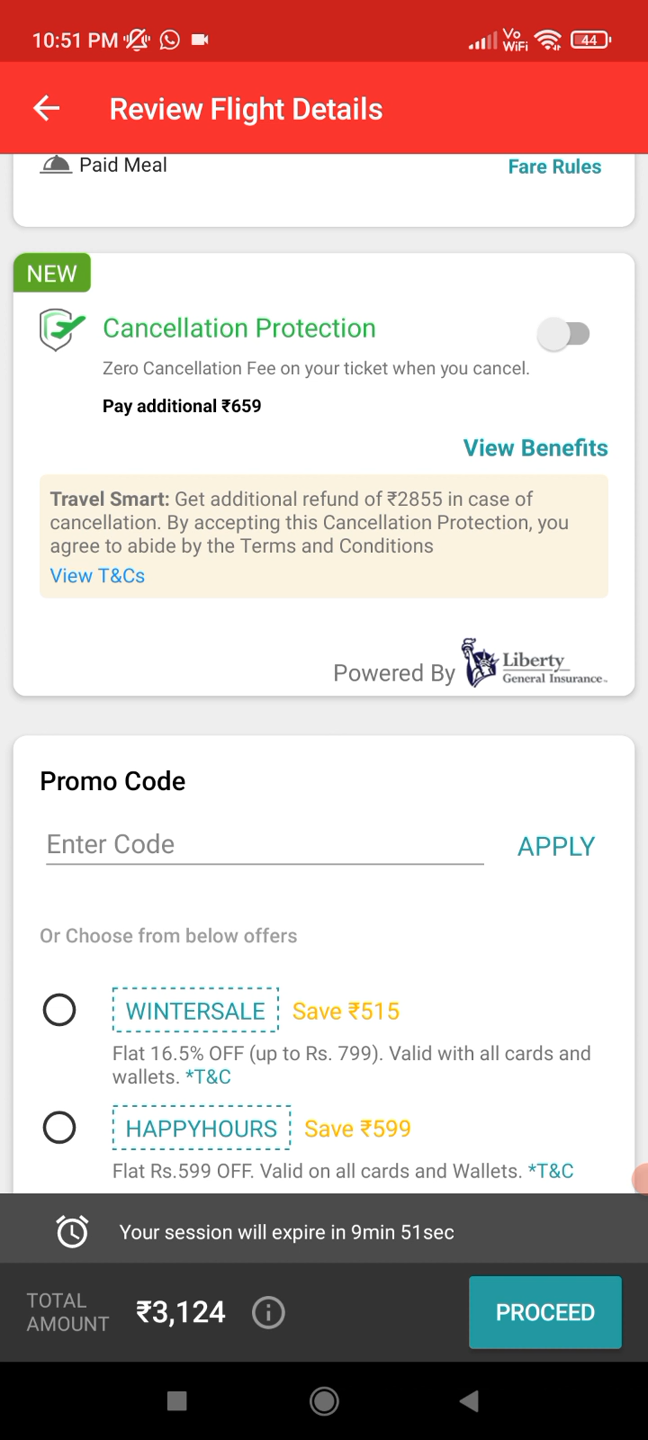 10:51 PM
Vo
WiFi
44
Review Flight Details
Paid Meal
Fare Rules
NEW
Cancellation Protection
Zero Cancellation Fee on your ticket when you cancel.
Pay additional ₹659
View Benefits
Travel Smart: Get additional refund of ₹2855 in case of
cancellation. By accepting this Cancellation Protection, you
agree to abide by the Terms and Conditions
View T&Cs
Powered By
Liberty
General Insurance
Promo Code
Enter Code
APPLY
Or Choose from below offers
WINTERSALE Save ₹515
Flat 16.5% OFF (up to Rs. 799). Valid with all cards and
wallets. *T&C
HAPPYHOURS Save ₹599
Flat Rs.599 OFF. Valid on all cards and Wallets. *T&C
Your session will expire in 9min 51sec
TOTAL
AMOUNT
₹3,124
PROCEED